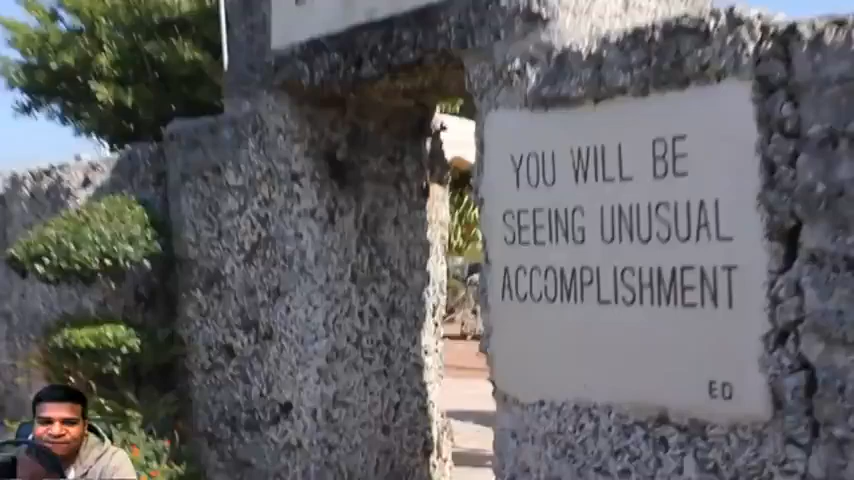 YOU WILL BE
SEEING UNUSUAL
ACCOMPLISHMENT
ED